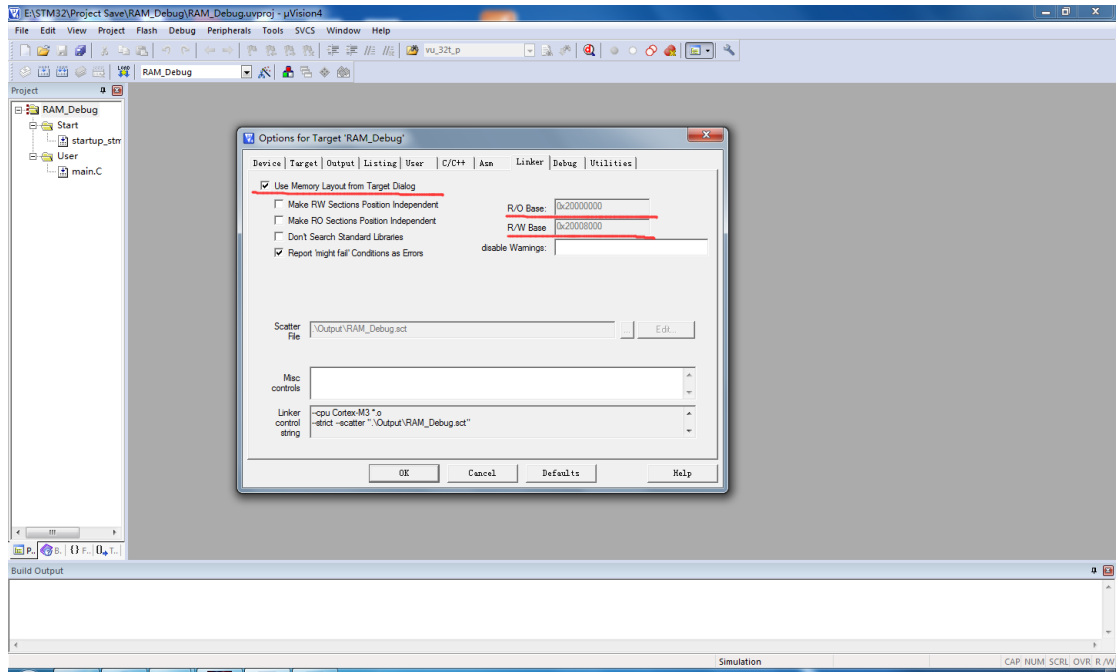 E:\STM32\Project Save\RAM_Debug\RAM_Debug.uvproj - µVision4
File Edit View Project Flash Debug Peripherals Tools SVCS Window Help
vu_32t_p
LOAD RAM_Debug
Project
RAM_Debug
Start
startup_stm
User
main.C
Options for Target 'RAM_Debug'
Device Target Output Listing User C/C++ Asm Linker Debug Utilities
Use Memory Layout from Target Dialog
Make RW Sections Position Independent R/O Base: 0x20000000
Make RO Sections Position Independent R/W Base 0x20008000
Don't Search Standard Libraries disable Warnings:
Report 'might fail' Conditions as Errors
Scatter File .\Output\RAM_Debug.sct ... Edit...
Misc controls
Linker control string --cpu Cortex-M3 *.o
--strict --scatter ".\Output\RAM_Debug.sct"
OK Cancel Defaults Help
P.. B.. {} F.. 0 T..
Build Output
Simulation CAP NUM SCRL OVR R/W